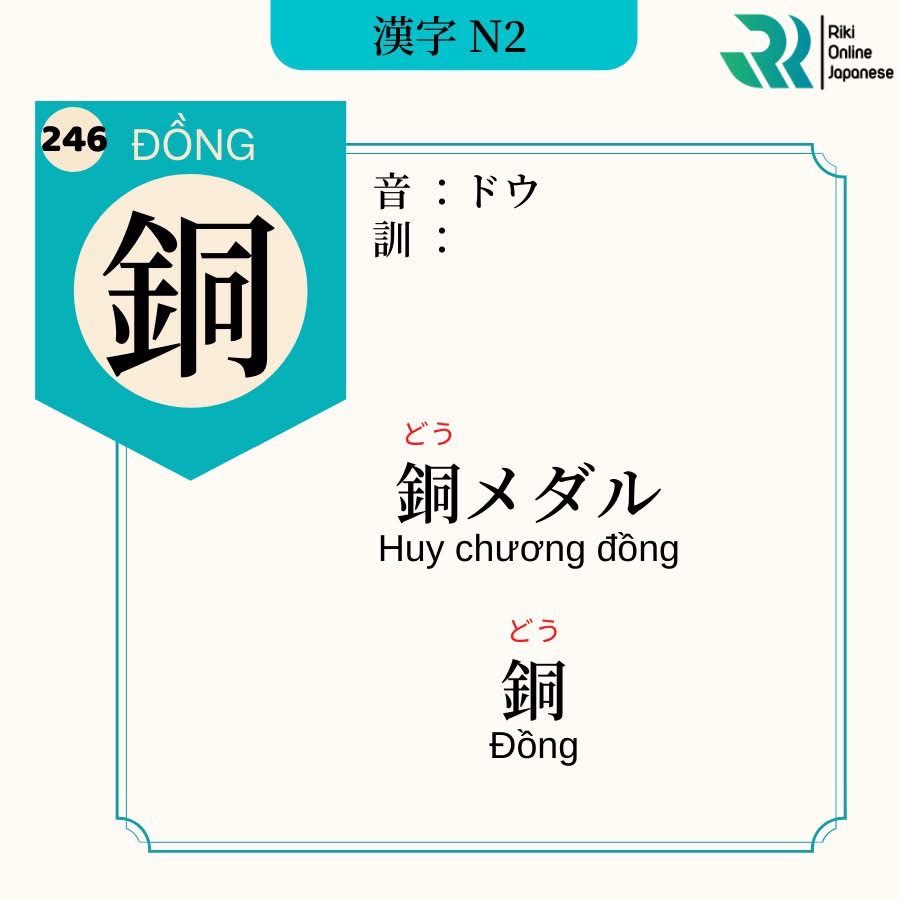 漢字 N2
Riki
Online
Japanese
246 ĐỒNG
銅
音：ドウ
訓：
どう
銅メダル
Huy chương đồng
どう
銅
Đồng